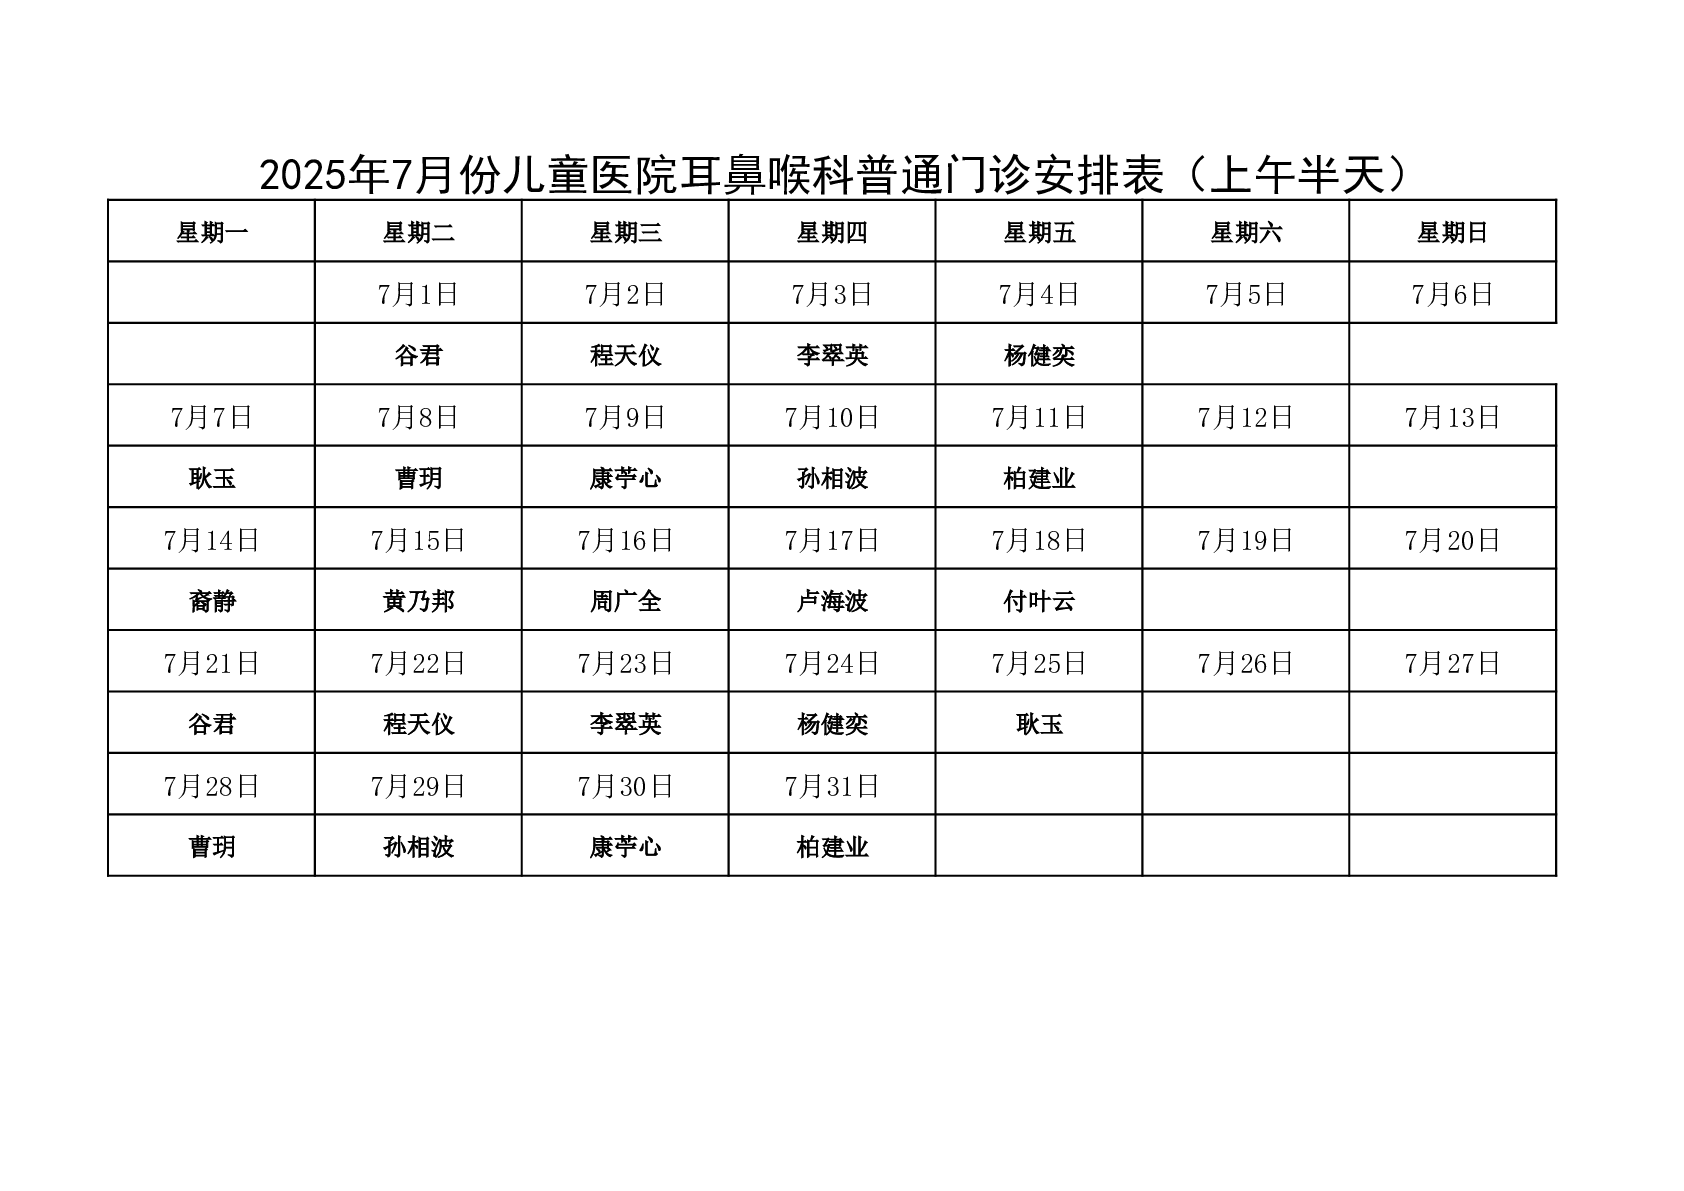 2025年7月份儿童医院耳鼻喉科普通门诊安排表（上午半天）
星期一 星期二 星期三 星期四 星期五 星期六 星期日
7月1日 7月2日 7月3日 7月4日 7月5日 7月6日
谷君 程天仪 李翠英 杨健奕
7月7日 7月8日 7月9日 7月10日 7月11日 7月12日 7月13日
耿玉 曹玥 康苧心 孙相波 柏建业
7月14日 7月15日 7月16日 7月17日 7月18日 7月19日 7月20日
裔静 黄乃邦 周广全 卢海波 付叶云
7月21日 7月22日 7月23日 7月24日 7月25日 7月26日 7月27日
谷君 程天仪 李翠英 杨健奕 耿玉
7月28日 7月29日 7月30日 7月31日
曹玥 孙相波 康苧心 柏建业